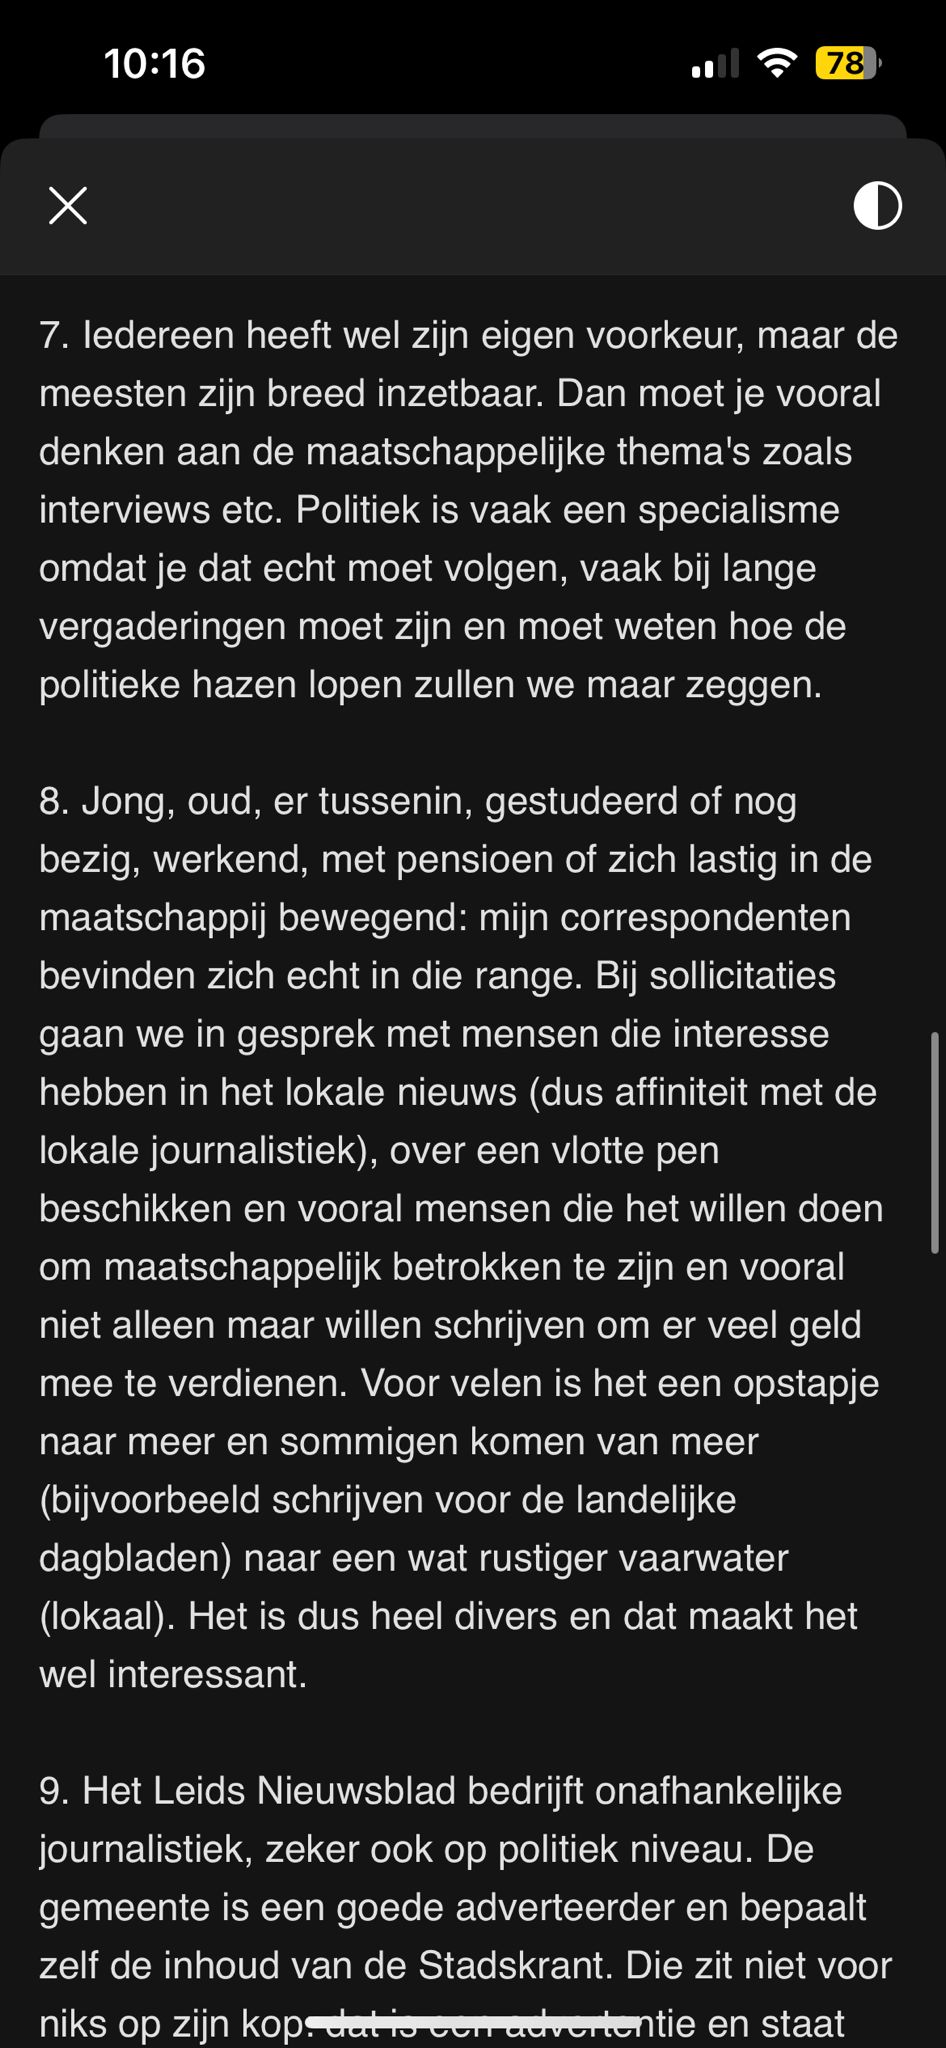 10:16
78
7. Iedereen heeft wel zijn eigen voorkeur, maar de
meesten zijn breed inzetbaar. Dan moet je vooral
denken aan de maatschappelijke thema's zoals
interviews etc. Politiek is vaak een specialisme
omdat je dat echt moet volgen, vaak bij lange
vergaderingen moet zijn en moet weten hoe de
politieke hazen lopen zullen we maar zeggen.
8. Jong, oud, er tussenin, gestudeerd of nog
bezig, werkend, met pensioen of zich lastig in de
maatschappij bewegend: mijn correspondenten
bevinden zich echt in die range. Bij sollicitaties
gaan we in gesprek met mensen die interesse
hebben in het lokale nieuws (dus affiniteit met de
lokale journalistiek), over een vlotte pen
beschikken en vooral mensen die het willen doen
om maatschappelijk betrokken te zijn en vooral
niet alleen maar willen schrijven om er veel geld
mee te verdienen. Voor velen is het een opstapje
naar meer en sommigen komen van meer
(bijvoorbeeld schrijven voor de landelijke
dagbladen) naar een wat rustiger vaarwater
(lokaal). Het is dus heel divers en dat maakt het
wel interessant.
9. Het Leids Nieuwsblad bedrijft onafhankelijke
journalistiek, zeker ook op politiek niveau. De
gemeente is een goede adverteerder en bepaalt
zelf de inhoud van de Stadskrant. Die zit niet voor
niks op zijn kop: dat is een advertentie en staat